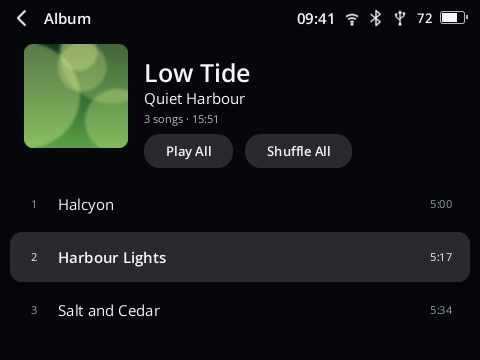 Album 09:41 72
Low Tide
Quiet Harbour
3 songs · 15:51
Play All Shuffle All
1 Halcyon 5:00
2 Harbour Lights 5:17
3 Salt and Cedar 5:34